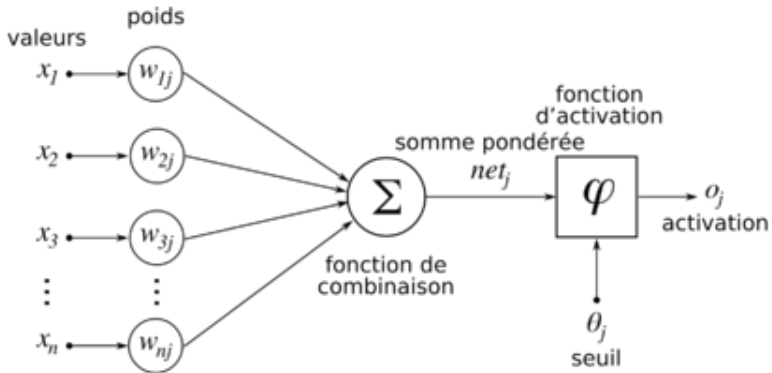 poids
valeurs
x₁
w₁ⱼ
x₂
w₂ⱼ
x₃
w₃ⱼ
⋮
⋮
xₙ
wₙⱼ
Σ
fonction de
combinaison
somme pondérée
netⱼ
fonction
d'activation
φ
oⱼ
activation
θⱼ
seuil